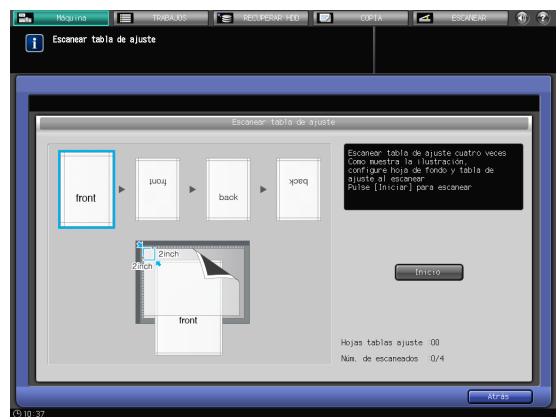 Máquina TRABAJOS RECUPERAR HDD COPIA ESCANEAR
Escanear tabla de ajuste
Escanear tabla de ajuste
front
front
back
back
Escanear tabla de ajuste cuatro veces
Como muestra la ilustración,
configure hoja de fondo y tabla de
ajuste al escanear
Pulse [Iniciar] para escanear
2inch
2inch
front
Inicio
Hojas tablas ajuste :00
Núm. de escaneados :0/4
Atrás
10:37